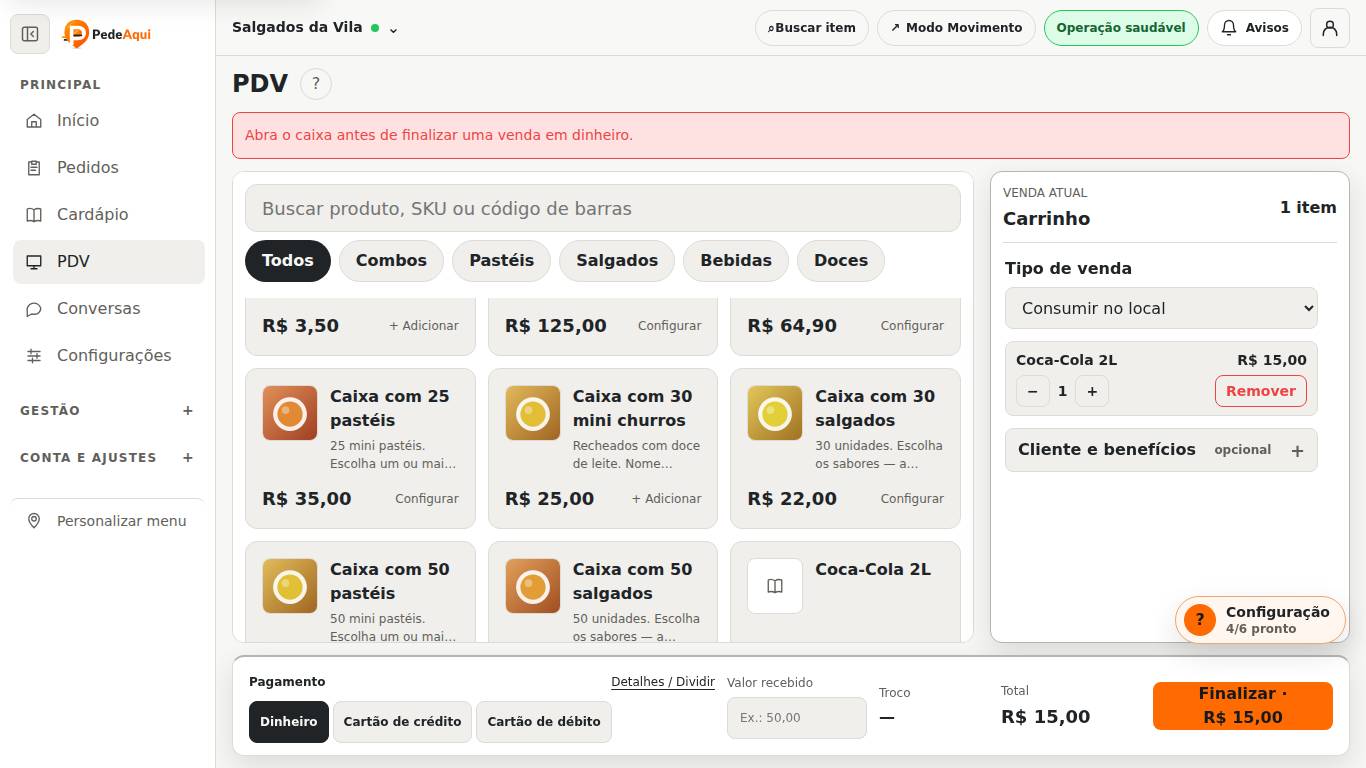 PedeAqui
Salgados da Vila
Buscar item
Modo Movimento
Operação saudável
Avisos
PRINCIPAL
Início
Pedidos
Cardápio
PDV
Conversas
Configurações
GESTÃO +
CONTA E AJUSTES +
Personalizar menu
PDV ?
Abra o caixa antes de finalizar uma venda em dinheiro.
Buscar produto, SKU ou código de barras
Todos Combos Pastéis Salgados Bebidas Doces
R$ 3,50 + Adicionar
R$ 125,00 Configurar
R$ 64,90 Configurar
Caixa com 25
pastéis
25 mini pastéis.
Escolha um ou mai...
R$ 35,00 Configurar
Caixa com 30
mini churros
Recheados com doce
de leite. Nome...
R$ 25,00 + Adicionar
Caixa com 30
salgados
30 unidades. Escolha
os sabores — a...
R$ 22,00 Configurar
Caixa com 50
pastéis
50 mini pastéis.
Escolha um ou mai...
Caixa com 50
salgados
50 unidades. Escolha
os sabores — a...
Coca-Cola 2L
VENDA ATUAL
Carrinho
1 item
Tipo de venda
Consumir no local
Coca-Cola 2L R$ 15,00
− 1 + Remover
Cliente e benefícios opcional +
? Configuração
4/6 pronto
Pagamento
Detalhes / Dividir
Dinheiro Cartão de crédito Cartão de débito
Valor recebido
Ex.: 50,00
Troco
—
Total
R$ 15,00
Finalizar ·
R$ 15,00